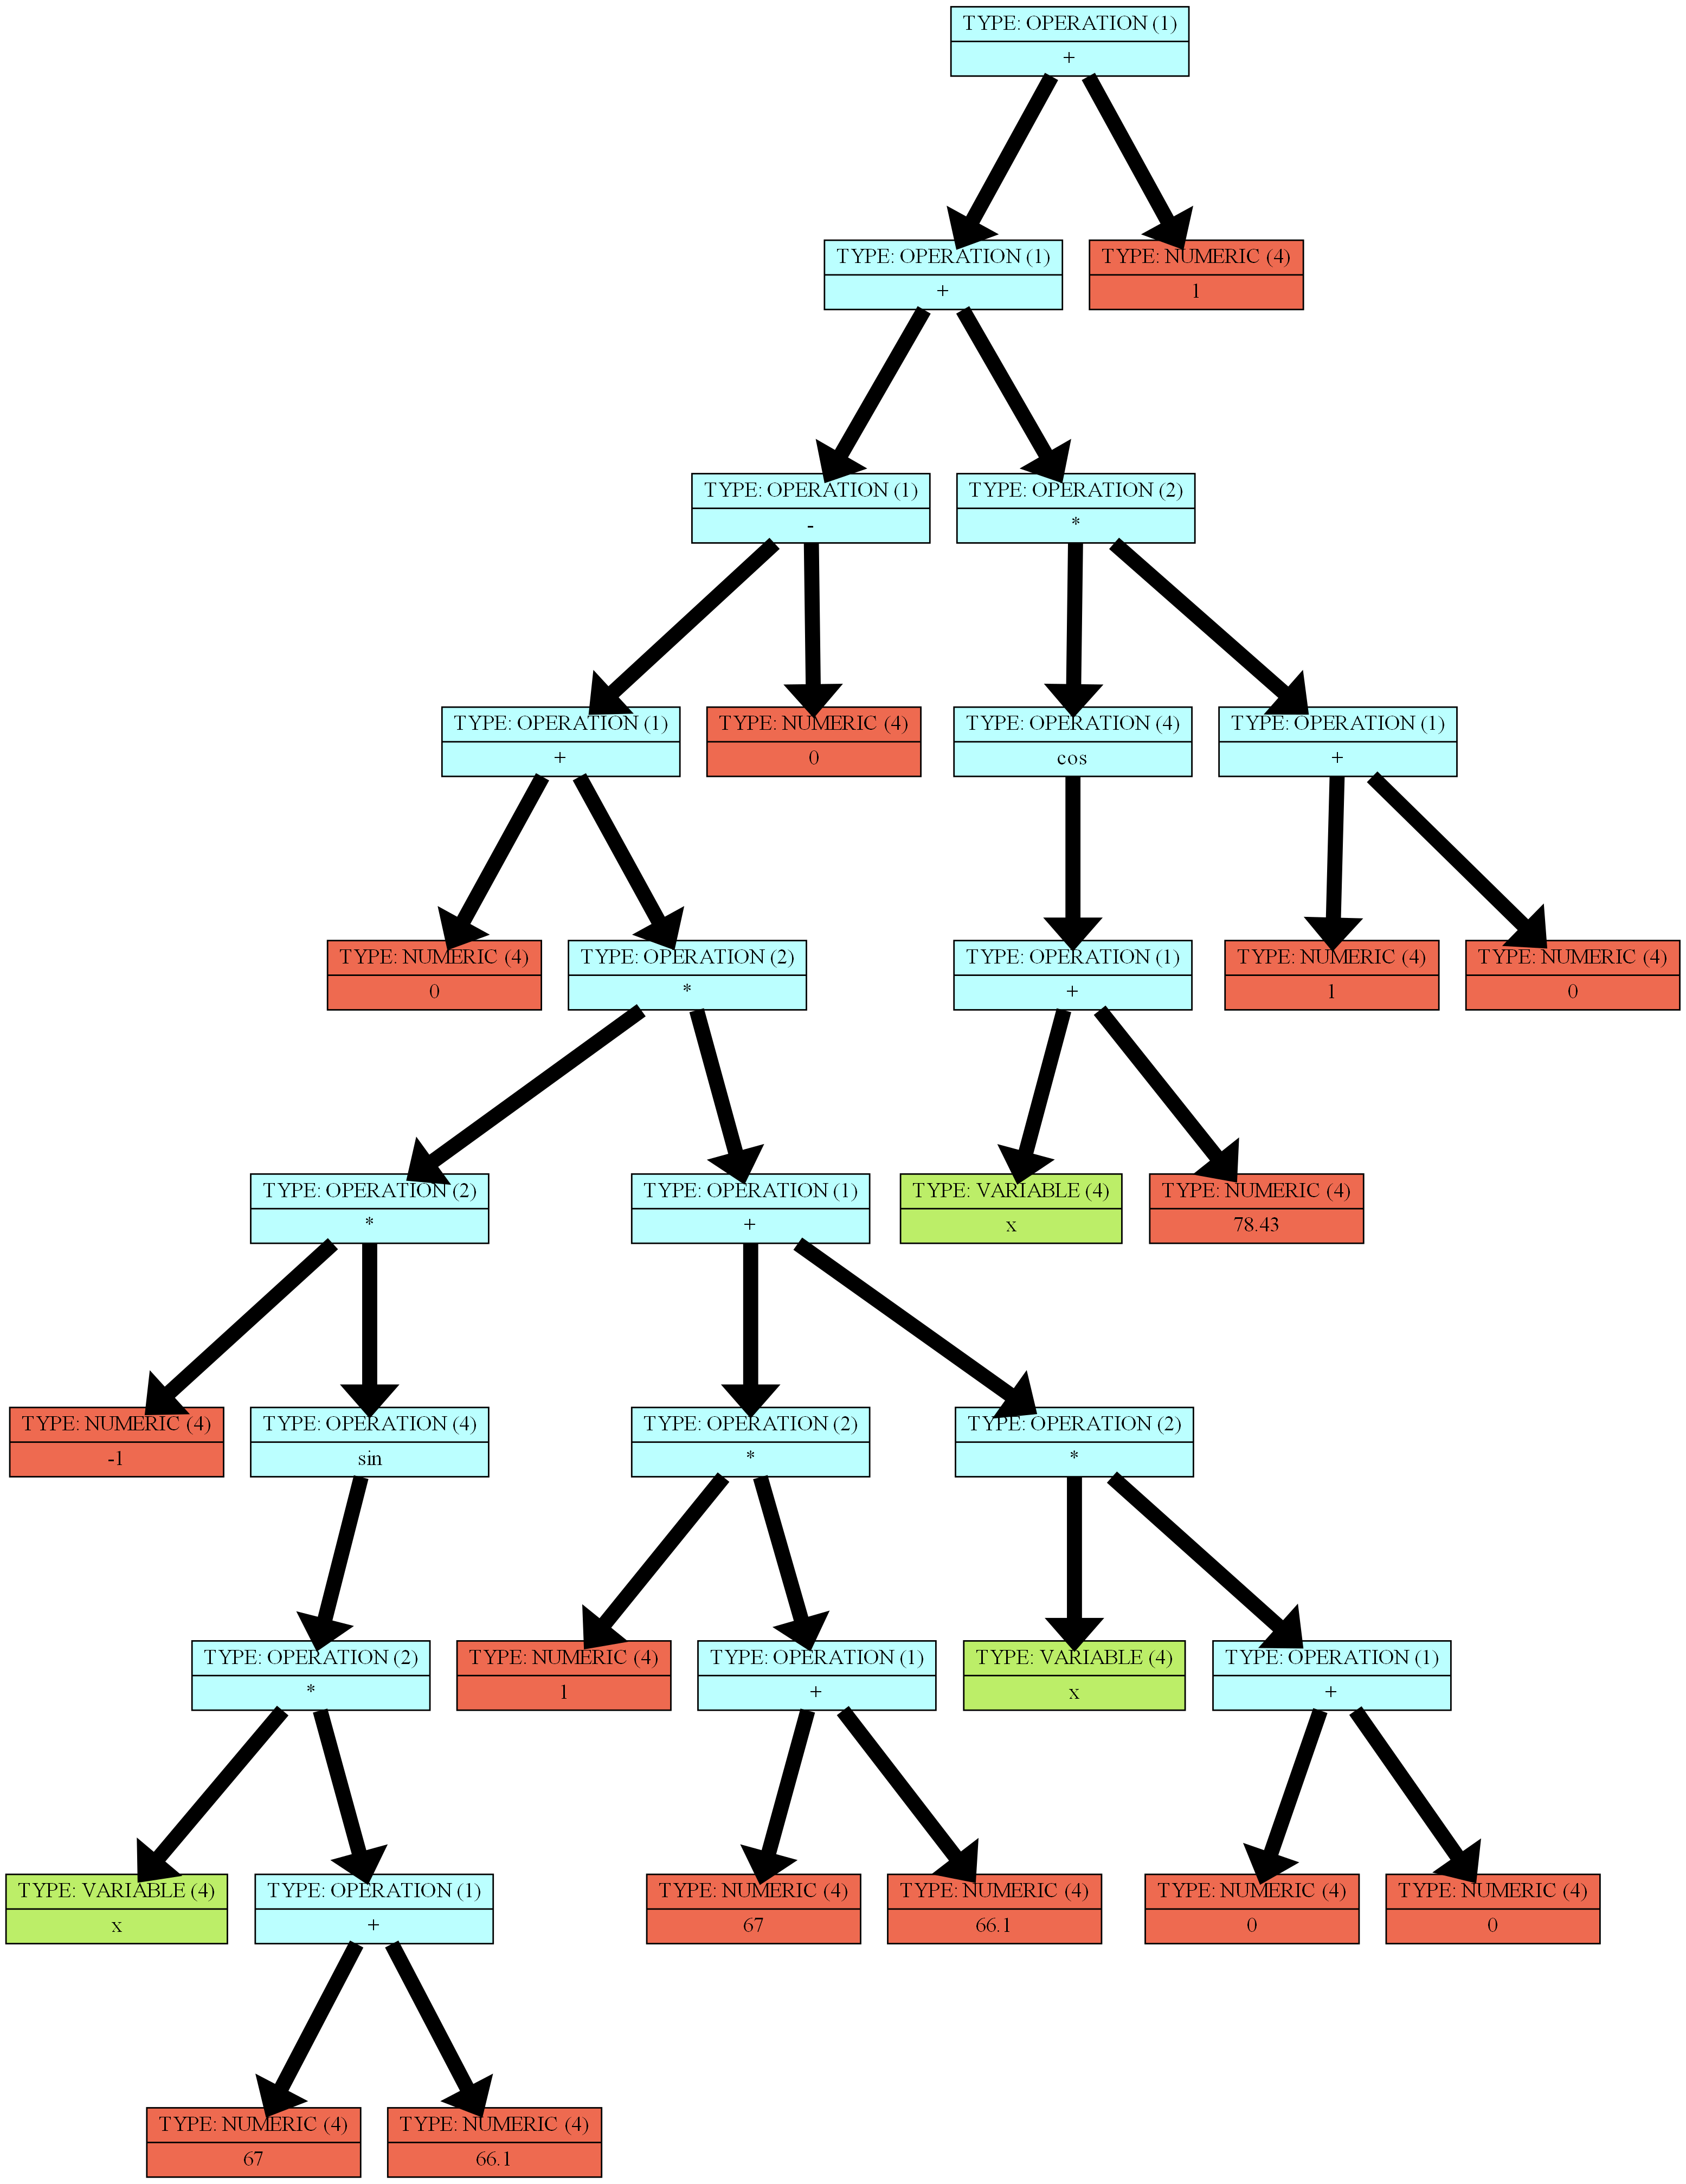 TYPE: OPERATION (1)
+
TYPE: OPERATION (1)
+
TYPE: NUMERIC (4)
1
TYPE: OPERATION (1)
-
TYPE: OPERATION (2)
*
TYPE: OPERATION (1)
+
TYPE: NUMERIC (4)
0
TYPE: OPERATION (4)
cos
TYPE: OPERATION (1)
+
TYPE: NUMERIC (4)
0
TYPE: OPERATION (2)
*
TYPE: OPERATION (1)
+
TYPE: NUMERIC (4)
1
TYPE: NUMERIC (4)
0
TYPE: OPERATION (2)
*
TYPE: OPERATION (1)
+
TYPE: VARIABLE (4)
x
TYPE: NUMERIC (4)
78.43
TYPE: NUMERIC (4)
-1
TYPE: OPERATION (4)
sin
TYPE: OPERATION (2)
*
TYPE: OPERATION (2)
*
TYPE: OPERATION (2)
*
TYPE: NUMERIC (4)
1
TYPE: OPERATION (1)
+
TYPE: VARIABLE (4)
x
TYPE: OPERATION (1)
+
TYPE: VARIABLE (4)
x
TYPE: OPERATION (1)
+
TYPE: NUMERIC (4)
67
TYPE: NUMERIC (4)
66.1
TYPE: NUMERIC (4)
0
TYPE: NUMERIC (4)
0
TYPE: NUMERIC (4)
67
TYPE: NUMERIC (4)
66.1